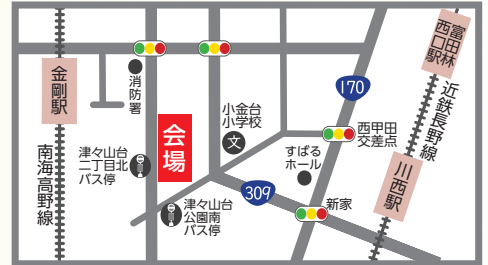 富田林
西口駅
近鉄長野線
川西駅
170
西甲田
交差点
新家
309
すばる
ホール
小金台
小学校
文
会場
消防署
津々山台
二丁目北
バス停
津々山台
公園南
バス停
金剛駅
南海高野線